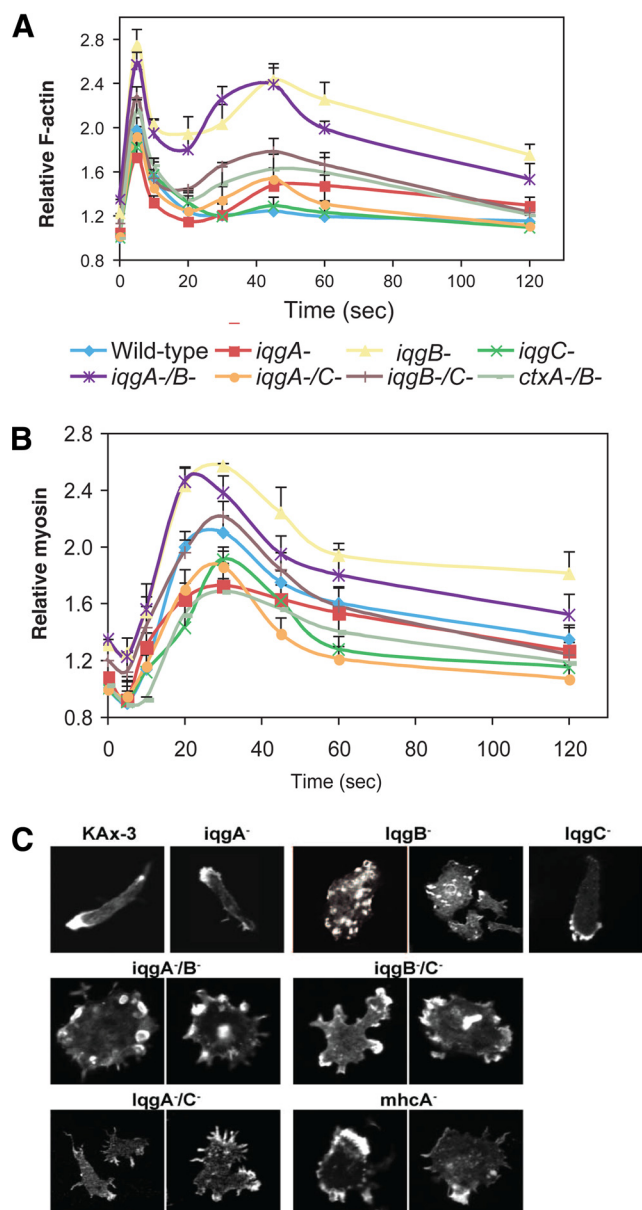 A
Relative F-actin
2.8
2.4
2.0
1.6
1.2
0.8
0 20 40 60 80 100 120
Time (sec)
Wild-type iqgA- iqgB- iqgC-
iqgA-/B- iqgA-/C- iqgB-/C- ctxA-/B-
B
Relative myosin
2.8
2.4
2.0
1.6
1.2
0.8
0 20 40 60 80 100 120
Time (sec)
C
KAx-3 iqgA- IqgB- IqgC-
iqgA-/B- iqgB-/C-
IqgA-/C- mhcA-